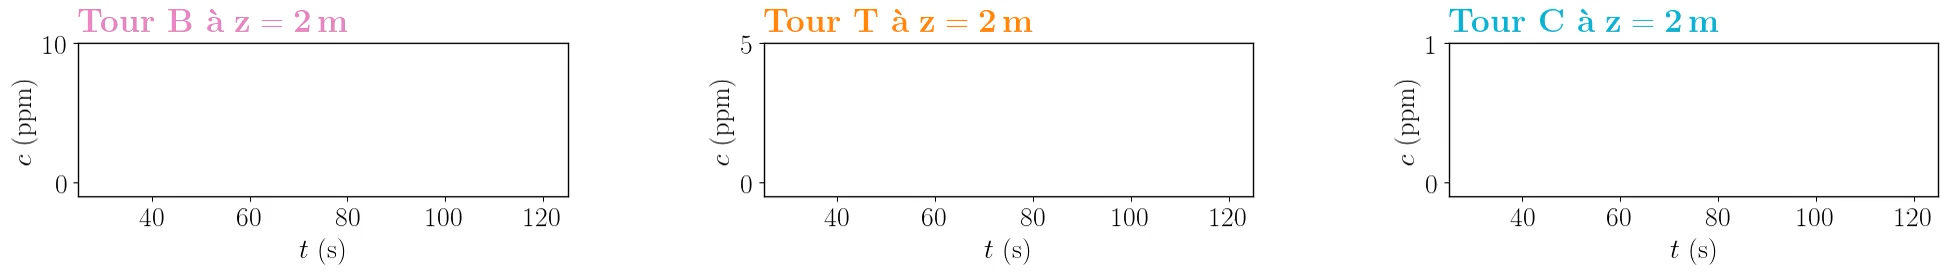 Tour B à z = 2 m
10
0
c (ppm)
40 60 80 100 120
t (s)
Tour T à z = 2 m
5
0
c (ppm)
40 60 80 100 120
t (s)
Tour C à z = 2 m
1
0
c (ppm)
40 60 80 100 120
t (s)